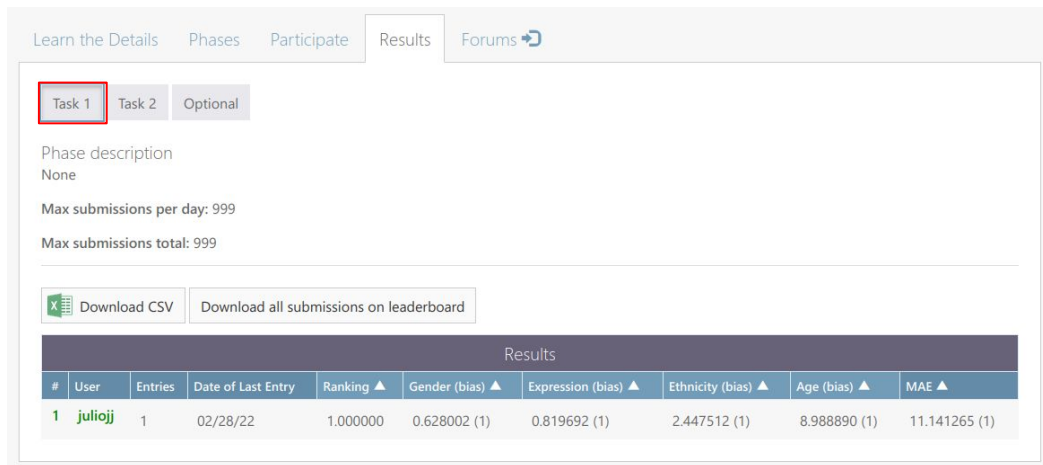 Learn the Details Phases Participate Results Forums
Task 1 Task 2 Optional
Phase description
None
Max submissions per day: 999
Max submissions total: 999
Download CSV Download all submissions on leaderboard
Results
# User Entries Date of Last Entry Ranking ▲ Gender (bias) ▲ Expression (bias) ▲ Ethnicity (bias) ▲ Age (bias) ▲ MAE ▲
1 juliojj 1 02/28/22 1.000000 0.628002 (1) 0.819692 (1) 2.447512 (1) 8.988890 (1) 11.141265 (1)